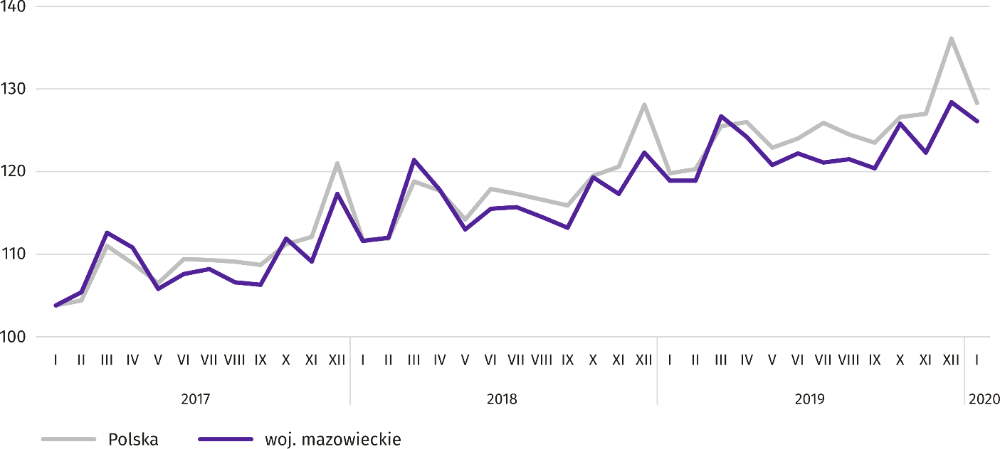 140
130
120
110
100
I II III IV V VI VII VIII IX X XI XII I II III IV V VI VII VIII IX X XI XII I II III IV V VI VII VIII IX X XI XII I
2017 2018 2019 2020
Polska woj. mazowieckie